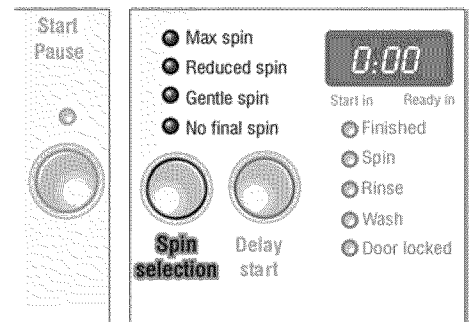 Start
Pause
Max spin
Reduced spin
Gentle spin
No final spin
Spin
selection
Delay
start
0:00
Start in Ready in
Finished
Spin
Rinse
Wash
Door locked